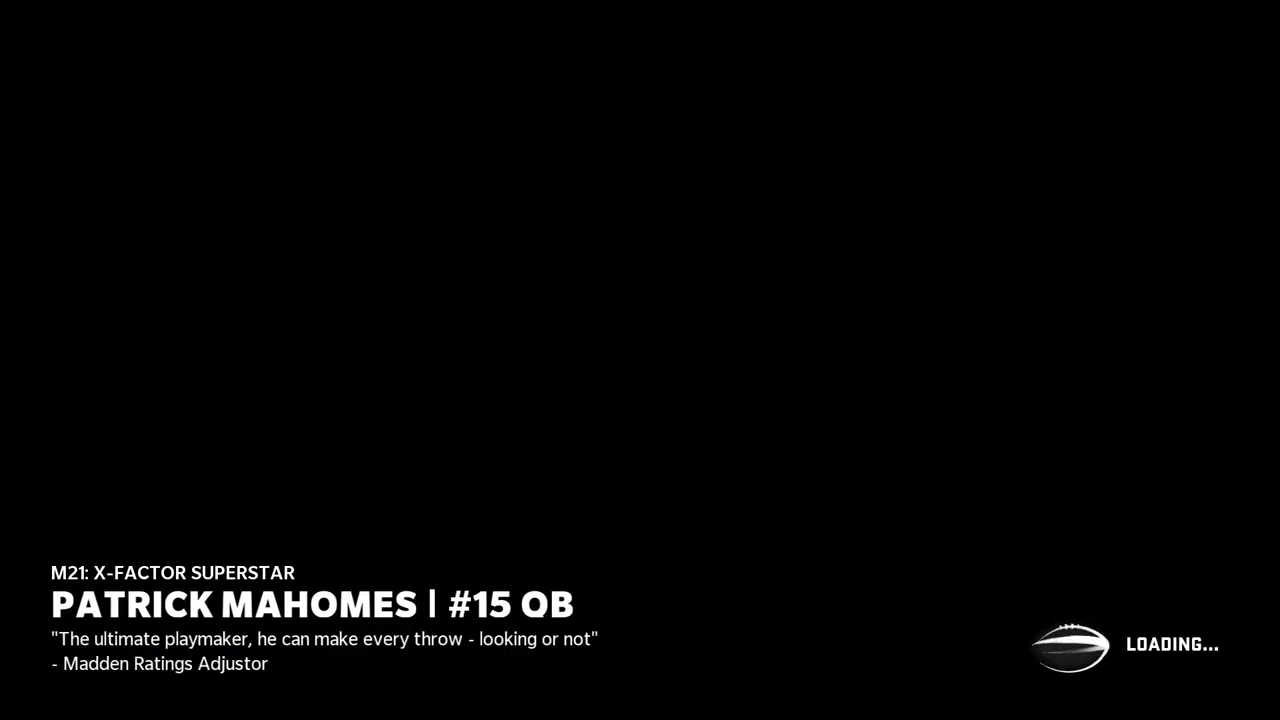 M21: X-FACTOR SUPERSTAR
PATRICK MAHOMES | #15 QB
"The ultimate playmaker, he can make every throw - looking or not"
- Madden Ratings Adjustor
LOADING...